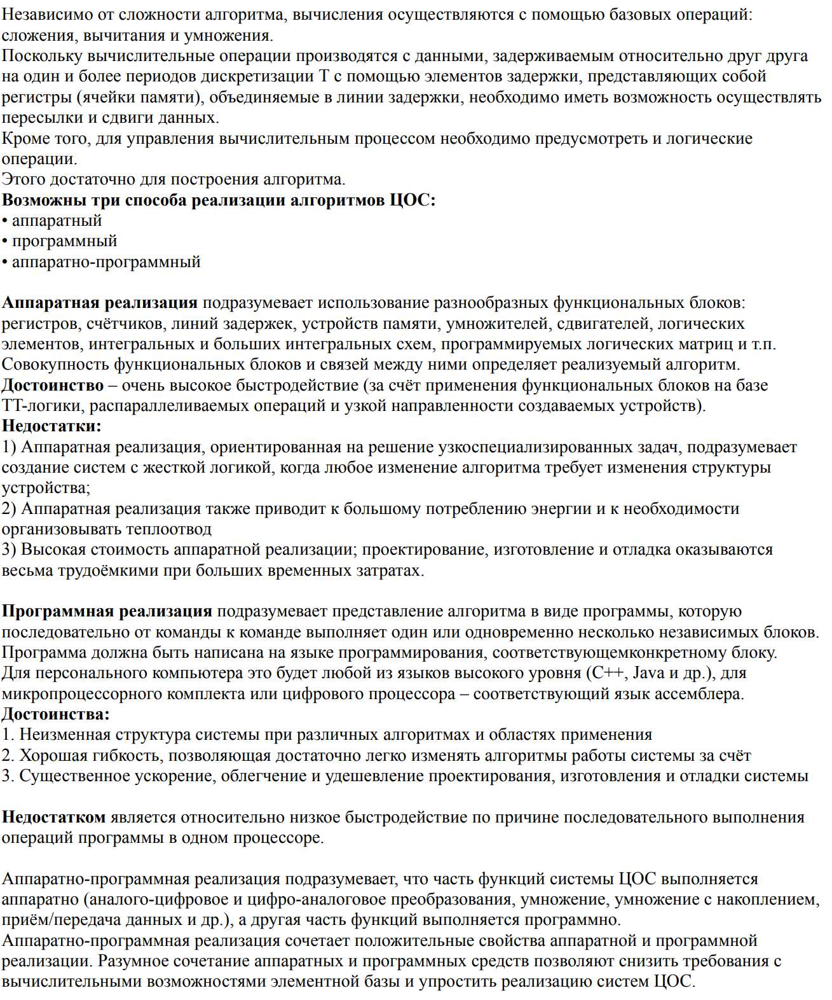 Независимо от сложности алгоритма, вычисления осуществляются с помощью базовых операций:
сложения, вычитания и умножения.
Поскольку вычислительные операции производятся с данными, задерживаемым относительно друг друга
на один и более периодов дискретизации T с помощью элементов задержки, представляющих собой
регистры (ячейки памяти), объединяемые в линии задержки, необходимо иметь возможность осуществлять
пересылки и сдвиги данных.
Кроме того, для управления вычислительным процессом необходимо предусмотреть и логические
операции.
Этого достаточно для построения алгоритма.
Возможны три способа реализации алгоритмов ЦОС:
• аппаратный
• программный
• аппаратно-программный
Аппаратная реализация подразумевает использование разнообразных функциональных блоков:
регистров, счётчиков, линий задержек, устройств памяти, умножителей, сдвигателей, логических
элементов, интегральных и больших интегральных схем, программируемых логических матриц и т.п.
Совокупность функциональных блоков и связей между ними определяет реализуемый алгоритм.
Достоинство – очень высокое быстродействие (за счёт применения функциональных блоков на базе
ТТ-логики, распараллеливаемых операций и узкой направленности создаваемых устройств).
Недостатки:
1) Аппаратная реализация, ориентированная на решение узкоспециализированных задач, подразумевает
создание систем с жесткой логикой, когда любое изменение алгоритма требует изменения структуры
устройства;
2) Аппаратная реализация также приводит к большому потреблению энергии и к необходимости
организовывать теплоотвод
3) Высокая стоимость аппаратной реализации; проектирование, изготовление и отладка оказываются
весьма трудоёмкими при больших временных затратах.
Программная реализация подразумевает представление алгоритма в виде программы, которую
последовательно от команды к команде выполняет один или одновременно несколько независимых блоков.
Программа должна быть написана на языке программирования, соответствующемконкретному блоку.
Для персонального компьютера это будет любой из языков высокого уровня (C++, Java и др.), для
микропроцессорного комплекта или цифрового процессора – соответствующий язык ассемблера.
Достоинства:
1. Неизменная структура системы при различных алгоритмах и областях применения
2. Хорошая гибкость, позволяющая достаточно легко изменять алгоритмы работы системы за счёт
3. Существенное ускорение, облегчение и удешевление проектирования, изготовления и отладки системы
Недостатком является относительно низкое быстродействие по причине последовательного выполнения
операций программы в одном процессоре.
Аппаратно-программная реализация подразумевает, что часть функций системы ЦОС выполняется
аппаратно (аналого-цифровое и цифро-аналоговое преобразования, умножение, умножение с накоплением,
приём/передача данных и др.), а другая часть функций выполняется программно.
Аппаратно-программная реализация сочетает положительные свойства аппаратной и программной
реализации. Разумное сочетание аппаратных и программных средств позволяют снизить требования с
вычислительными возможностями элементной базы и упростить реализацию систем ЦОС.